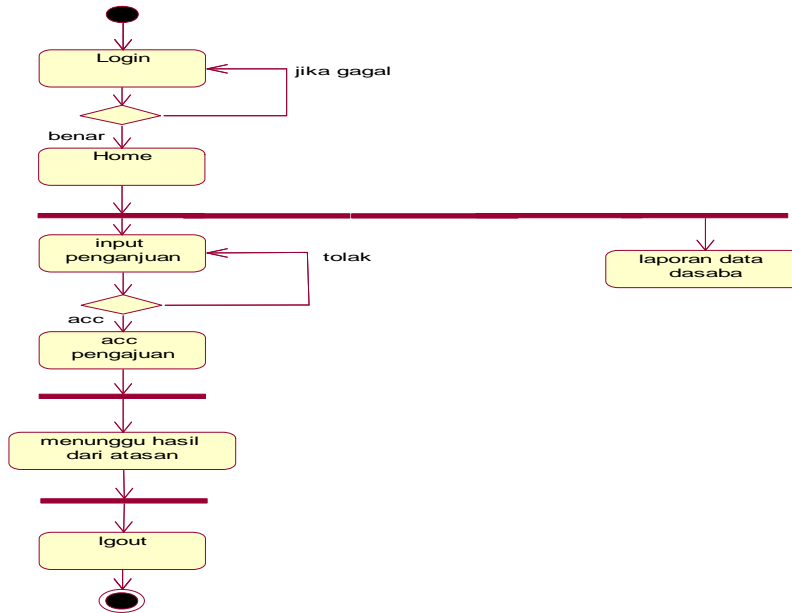 Login
jika gagal
benar
Home
input
penganjuan
tolak
laporan data
dasaba
acc
acc
pengajuan
menunggu hasil
dari atasan
lgout